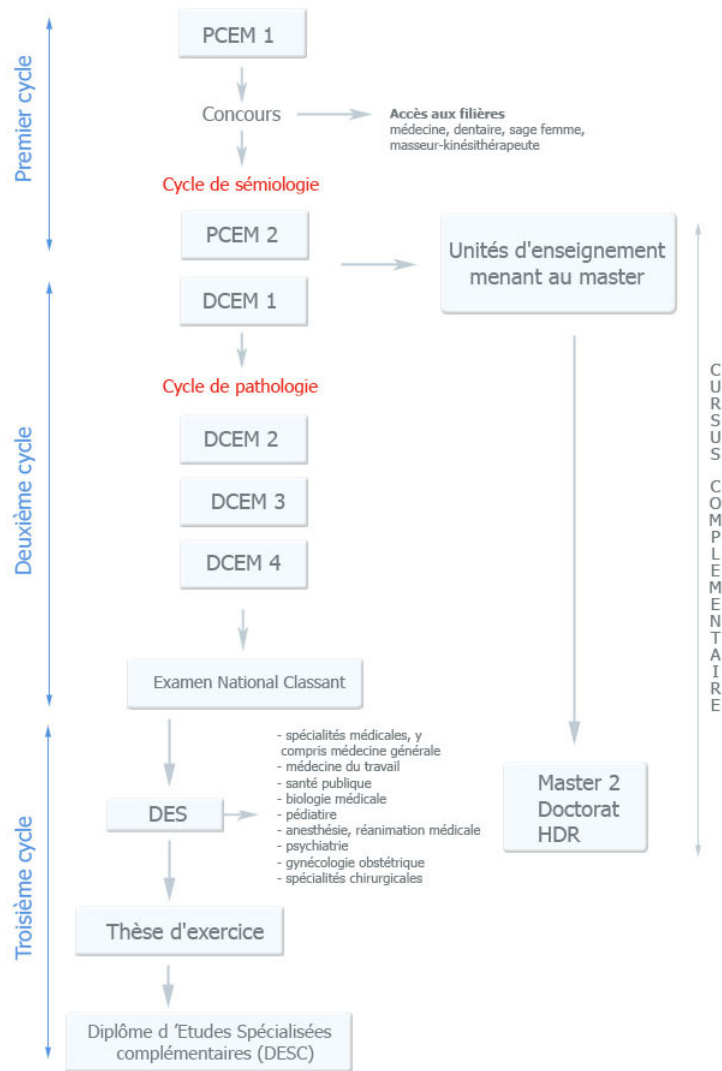 Premier cycle
PCEM 1
Concours
Accès aux filières
médecine, dentaire, sage femme,
masseur-kinésithérapeute
Cycle de sémiologie
PCEM 2
Unités d'enseignement
menant au master
Deuxième cycle
DCEM 1
Cycle de pathologie
DCEM 2
DCEM 3
DCEM 4
Examen National Classant
CURSUS COMPLEMENTAIRE
Troisième cycle
DES
- spécialités médicales, y
compris médecine générale
- médecine du travail
- santé publique
- biologie médicale
- pédiatire
- anesthésie, réanimation médicale
- psychiatrie
- gynécologie obstétrique
- spécialités chirurgicales
Master 2
Doctorat
HDR
Thèse d'exercice
Diplôme d 'Etudes Spécialisées
complémentaires (DESC)